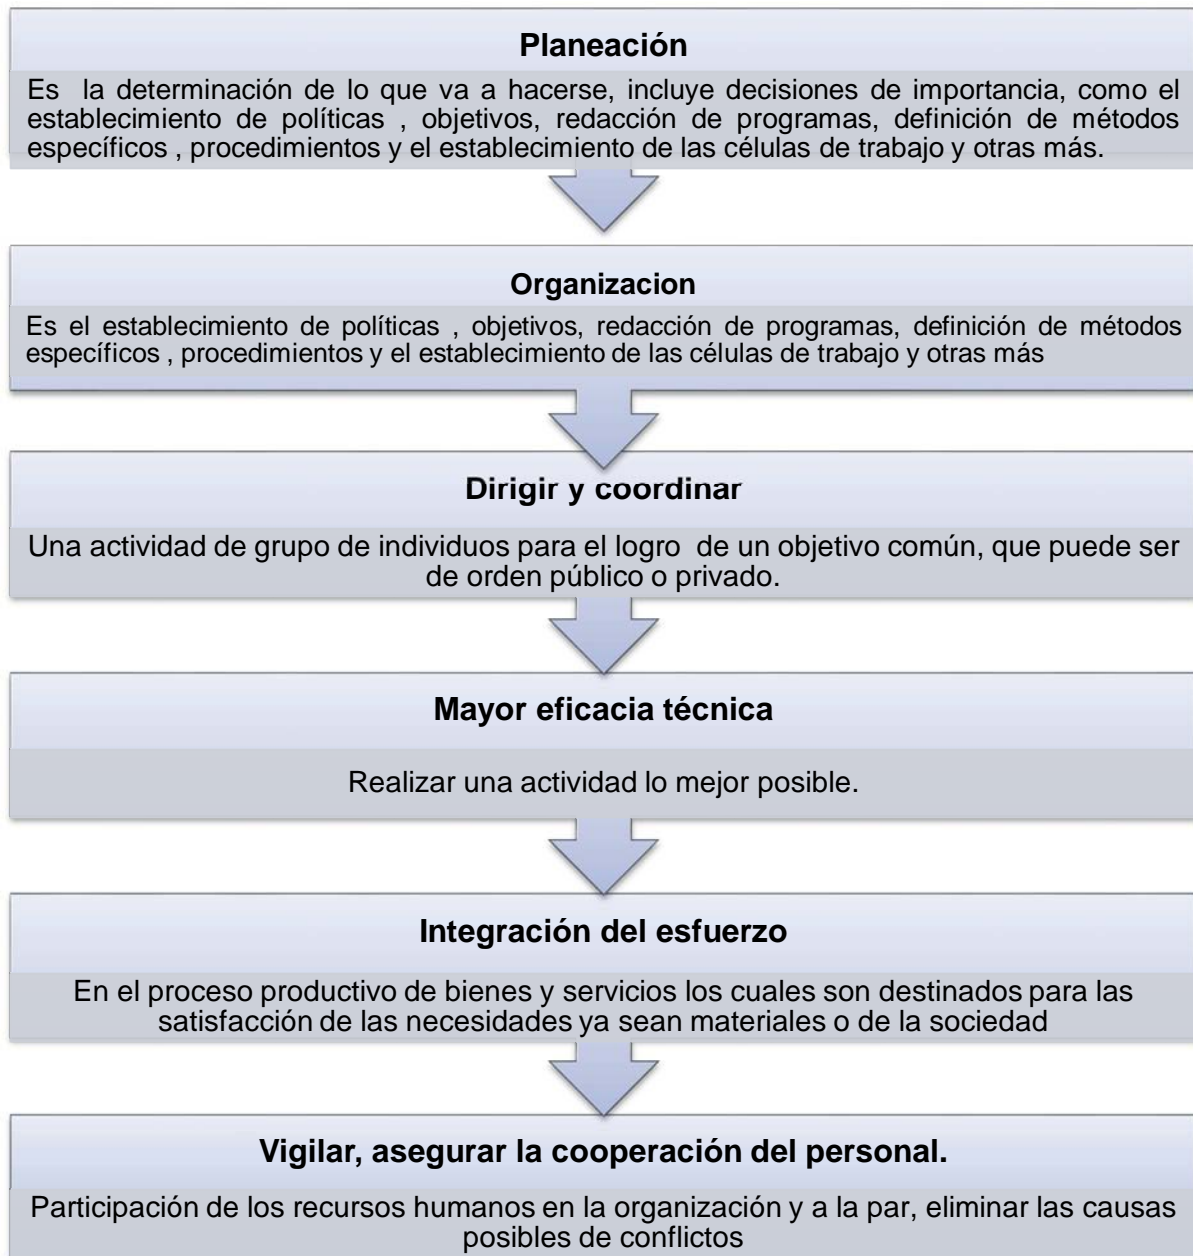 Planeación
Es la determinación de lo que va a hacerse, incluye decisiones de importancia, como el
establecimiento de políticas , objetivos, redacción de programas, definición de métodos
específicos , procedimientos y el establecimiento de las células de trabajo y otras más.
Organizacion
Es el establecimiento de políticas , objetivos, redacción de programas, definición de métodos
específicos , procedimientos y el establecimiento de las células de trabajo y otras más
Dirigir y coordinar
Una actividad de grupo de individuos para el logro de un objetivo común, que puede ser
de orden público o privado.
Mayor eficacia técnica
Realizar una actividad lo mejor posible.
Integración del esfuerzo
En el proceso productivo de bienes y servicios los cuales son destinados para las
satisfacción de las necesidades ya sean materiales o de la sociedad
Vigilar, asegurar la cooperación del personal.
Participación de los recursos humanos en la organización y a la par, eliminar las causas
posibles de conflictos